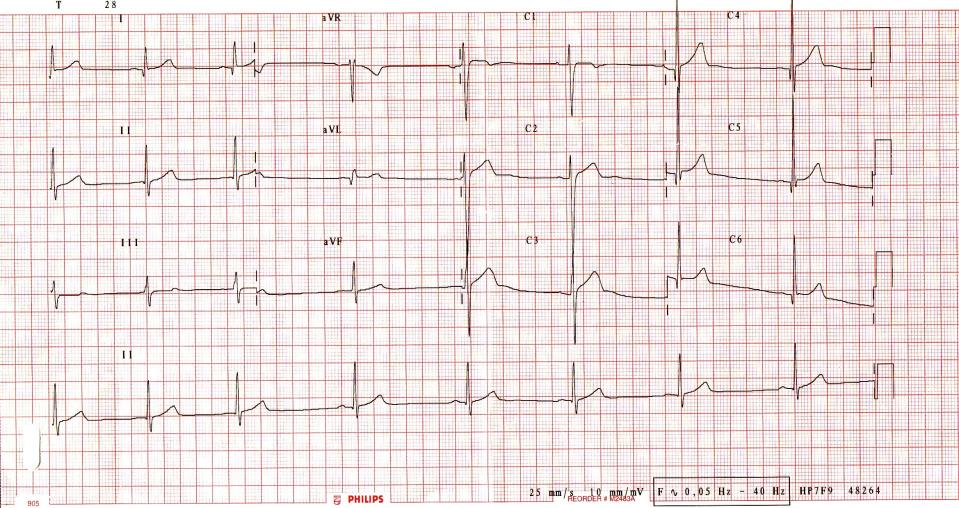 T 28
I aVR C1 C4
II aVL C2 C5
III aVF C3 C6
II
25 mm/s 10 mm/mV F ∿ 0,05 Hz - 40 Hz HP7F9 48264
905 PHILIPS REORDER # M2483A